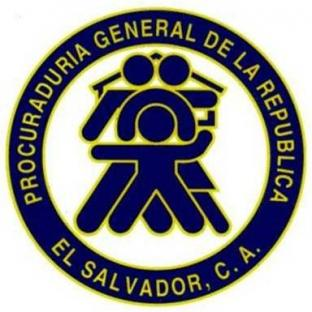 PROCURADURIA GENERAL DE LA REPUBLICA
EL SALVADOR, C. A.